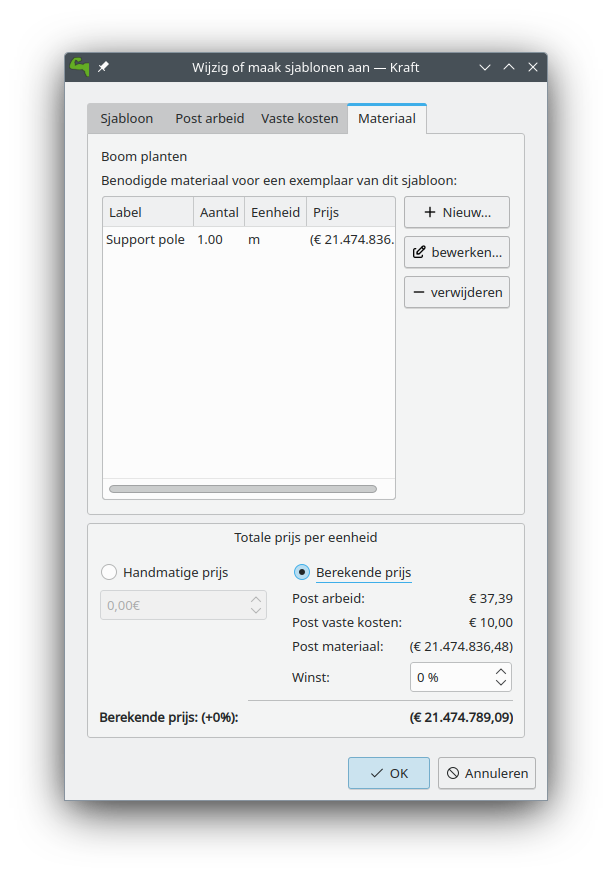 Wijzig of maak sjablonen aan — Kraft
Sjabloon Post arbeid Vaste kosten Materiaal
Boom planten
Benodigde materiaal voor een exemplaar van dit sjabloon:
Label Aantal Eenheid Prijs
Support pole 1.00 m (€ 21.474.836.
Nieuw...
bewerken...
verwijderen
Totale prijs per eenheid
Handmatige prijs
0,00€
Berekende prijs
Post arbeid: € 37,39
Post vaste kosten: € 10,00
Post materiaal: (€ 21.474.836,48)
Winst: 0 %
Berekende prijs: (+0%): (€ 21.474.789,09)
OK Annuleren